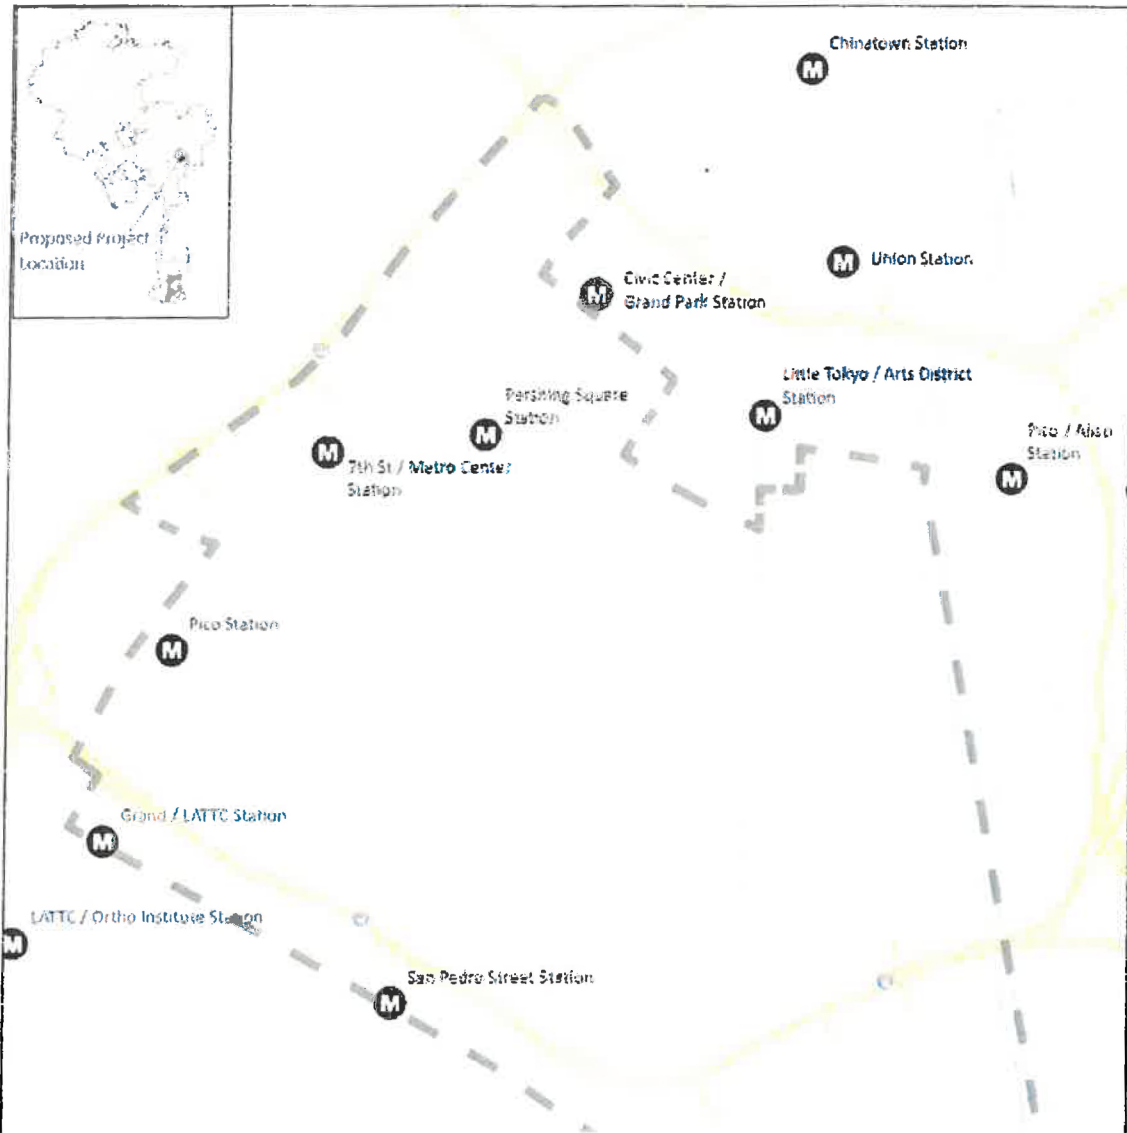 Chinatown Station
M
Proposed Project
Location
M
Union Station
M
Civic Center /
Grand Park Station
Little Tokyo / Arts District
Station
M
Pershing Square
Station
M
M
7th St / Metro Center
Station
Pico / Aliso
Station
M
Pico Station
M
Grand / LATTC Station
M
LATTC / Ortho Institute Station
M
San Pedro Street Station
M